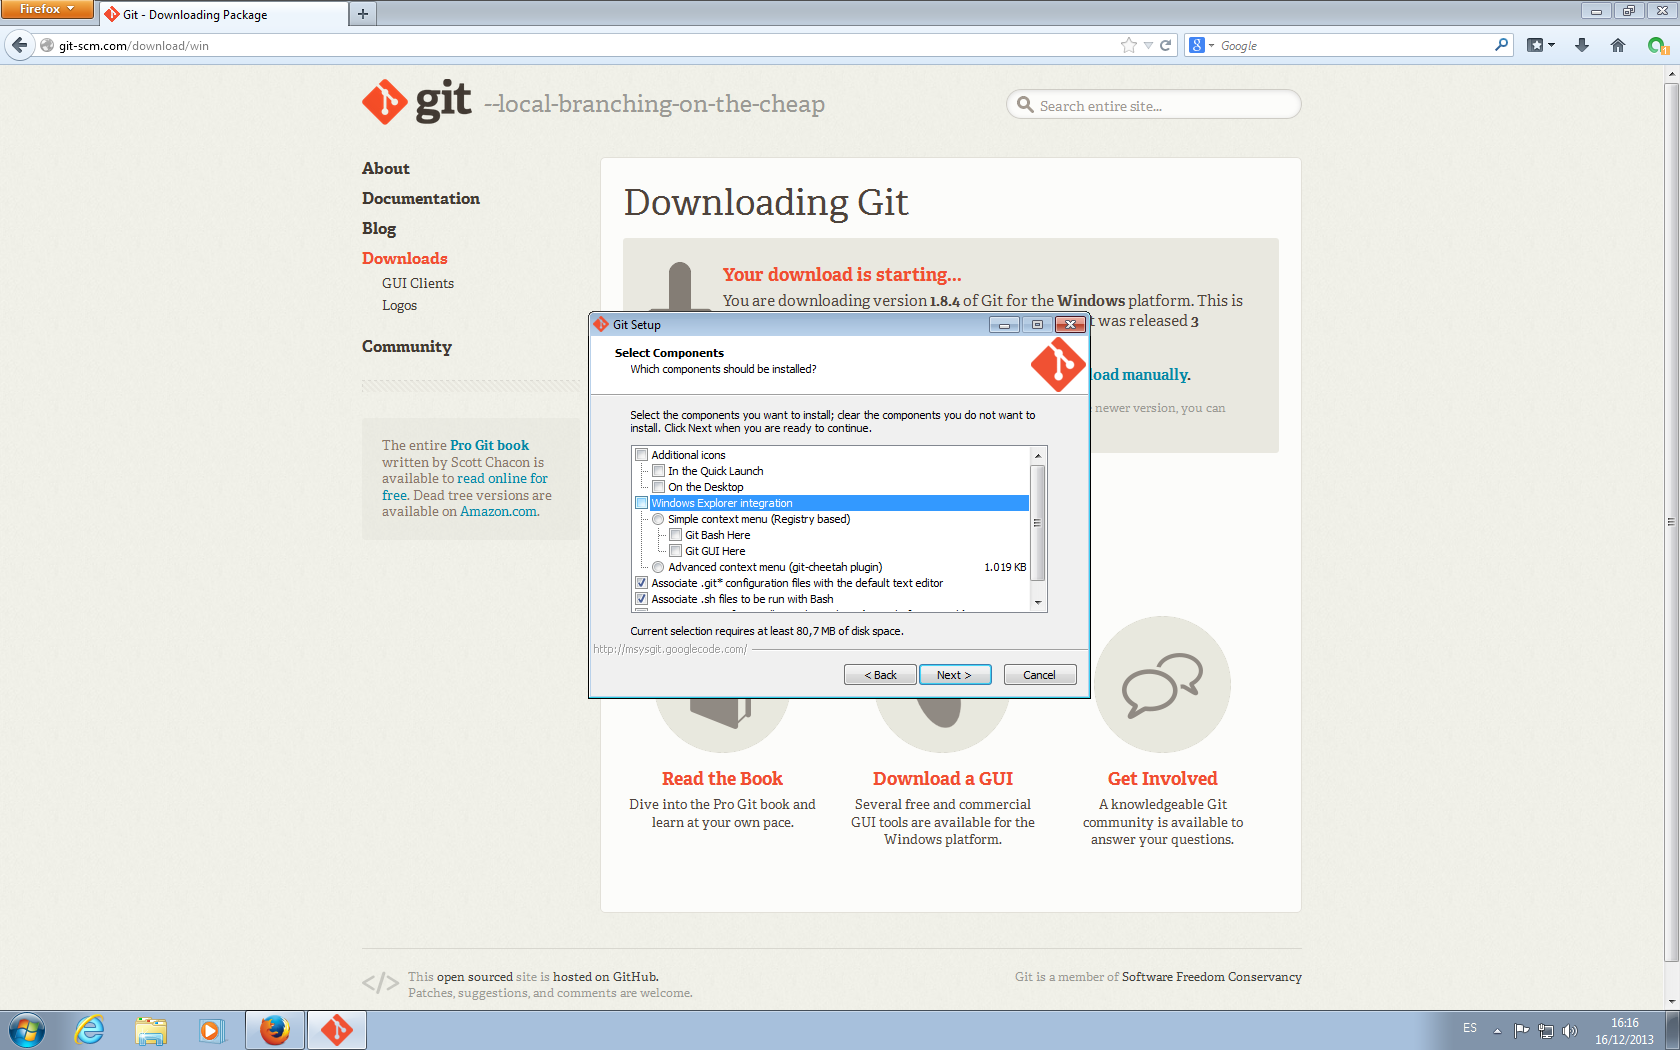 Firefox
Git - Downloading Package
git-scm.com/download/win
Google
git --local-branching-on-the-cheap
Search entire site...
About
Documentation
Blog
Downloads
GUI Clients
Logos
Community
The entire Pro Git book
written by Scott Chacon is
available to read online for
free. Dead tree versions are
available on Amazon.com.
Downloading Git
Your download is starting...
You are downloading version 1.8.4 of Git for the Windows platform. This is
t was released 3
load manually.
newer version, you can
Git Setup
Select Components
Which components should be installed?
Select the components you want to install; clear the components you do not want to
install. Click Next when you are ready to continue.
Additional icons
In the Quick Launch
On the Desktop
Windows Explorer integration
Simple context menu (Registry based)
Git Bash Here
Git GUI Here
Advanced context menu (git-cheetah plugin) 1.019 KB
Associate .git* configuration files with the default text editor
Associate .sh files to be run with Bash
Current selection requires at least 80,7 MB of disk space.
http://msysgit.googlecode.com/
< Back
Next >
Cancel
Read the Book
Dive into the Pro Git book and
learn at your own pace.
Download a GUI
Several free and commercial
GUI tools are available for the
Windows platform.
Get Involved
A knowledgeable Git
community is available to
answer your questions.
</> This open sourced site is hosted on GitHub.
Patches, suggestions, and comments are welcome.
Git is a member of Software Freedom Conservancy
ES
16:16
16/12/2013